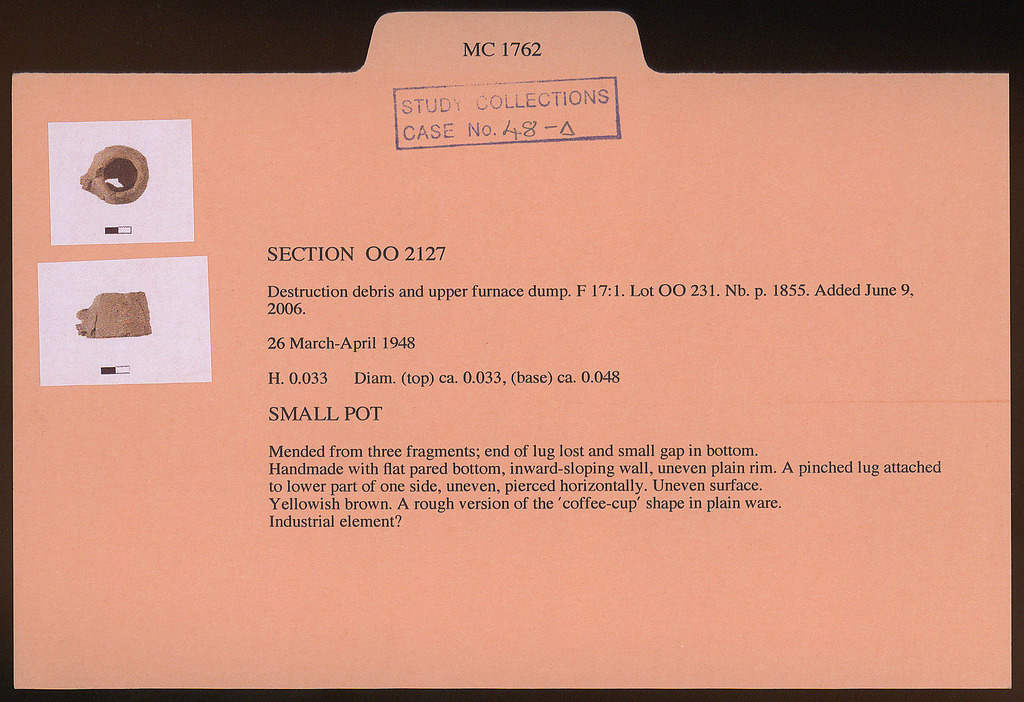 MC 1762
STUDY COLLECTIONS
CASE No. 48-Δ
SECTION OO 2127
Destruction debris and upper furnace dump. F 17:1. Lot OO 231. Nb. p. 1855. Added June 9,
2006.
26 March-April 1948
H. 0.033 Diam. (top) ca. 0.033, (base) ca. 0.048
SMALL POT
Mended from three fragments; end of lug lost and small gap in bottom.
Handmade with flat pared bottom, inward-sloping wall, uneven plain rim. A pinched lug attached
to lower part of one side, uneven, pierced horizontally. Uneven surface.
Yellowish brown. A rough version of the 'coffee-cup' shape in plain ware.
Industrial element?